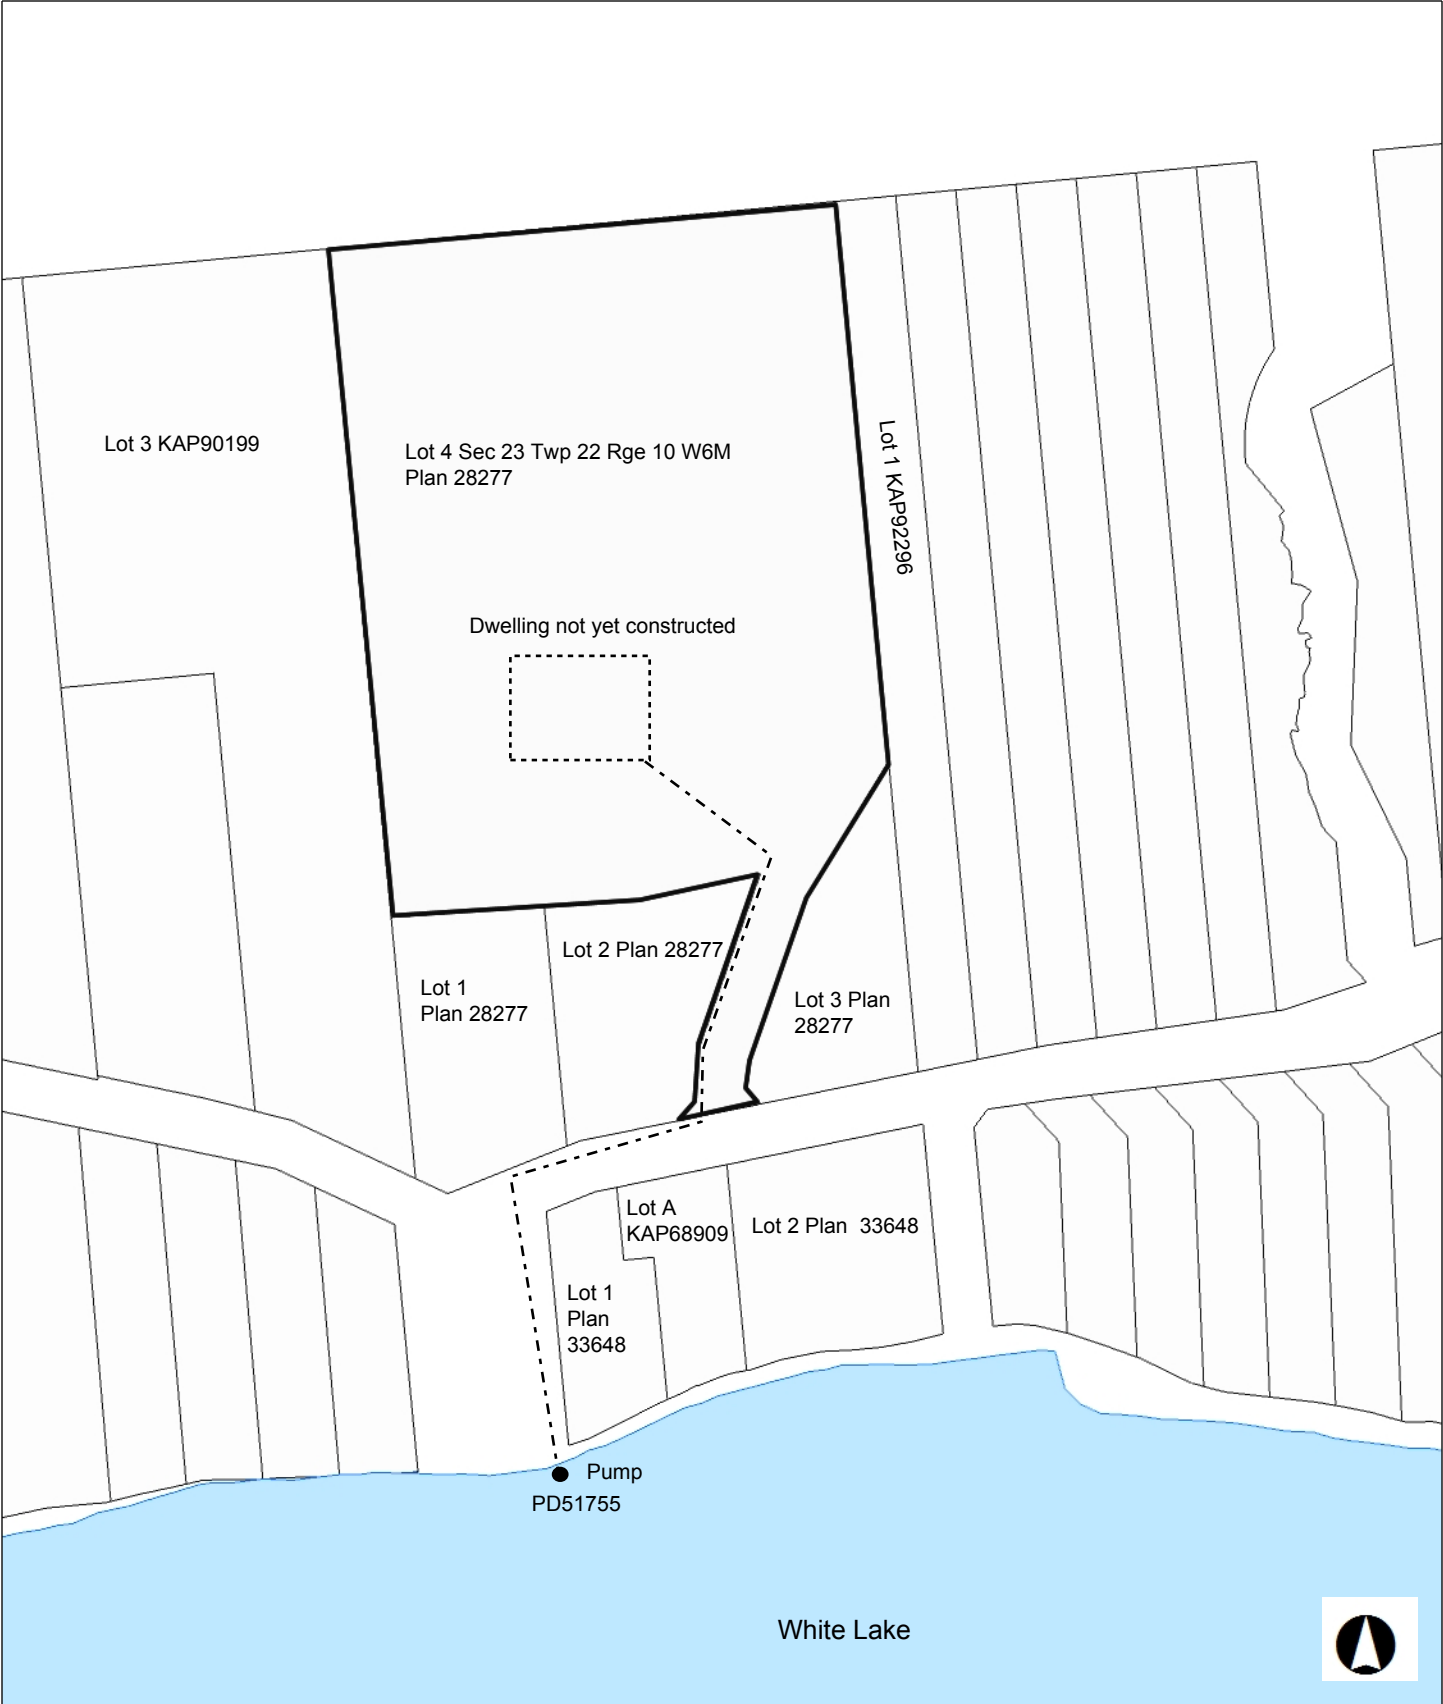 Lot 3 KAP90199
Lot 4 Sec 23 Twp 22 Rge 10 W6M
Plan 28277
Lot 1 KAP92296
Dwelling not yet constructed
Lot 2 Plan 28277
Lot 1
Plan 28277
Lot 3 Plan
28277
Lot A
KAP68909
Lot 2 Plan 33648
Lot 1
Plan
33648
Pump
PD51755
White Lake